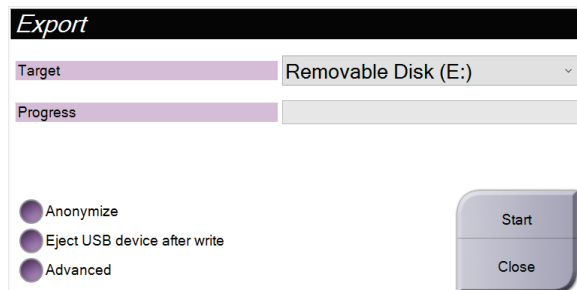 Export
Target
Removable Disk (E:)
Progress
Anonymize
Eject USB device after write
Advanced
Start
Close